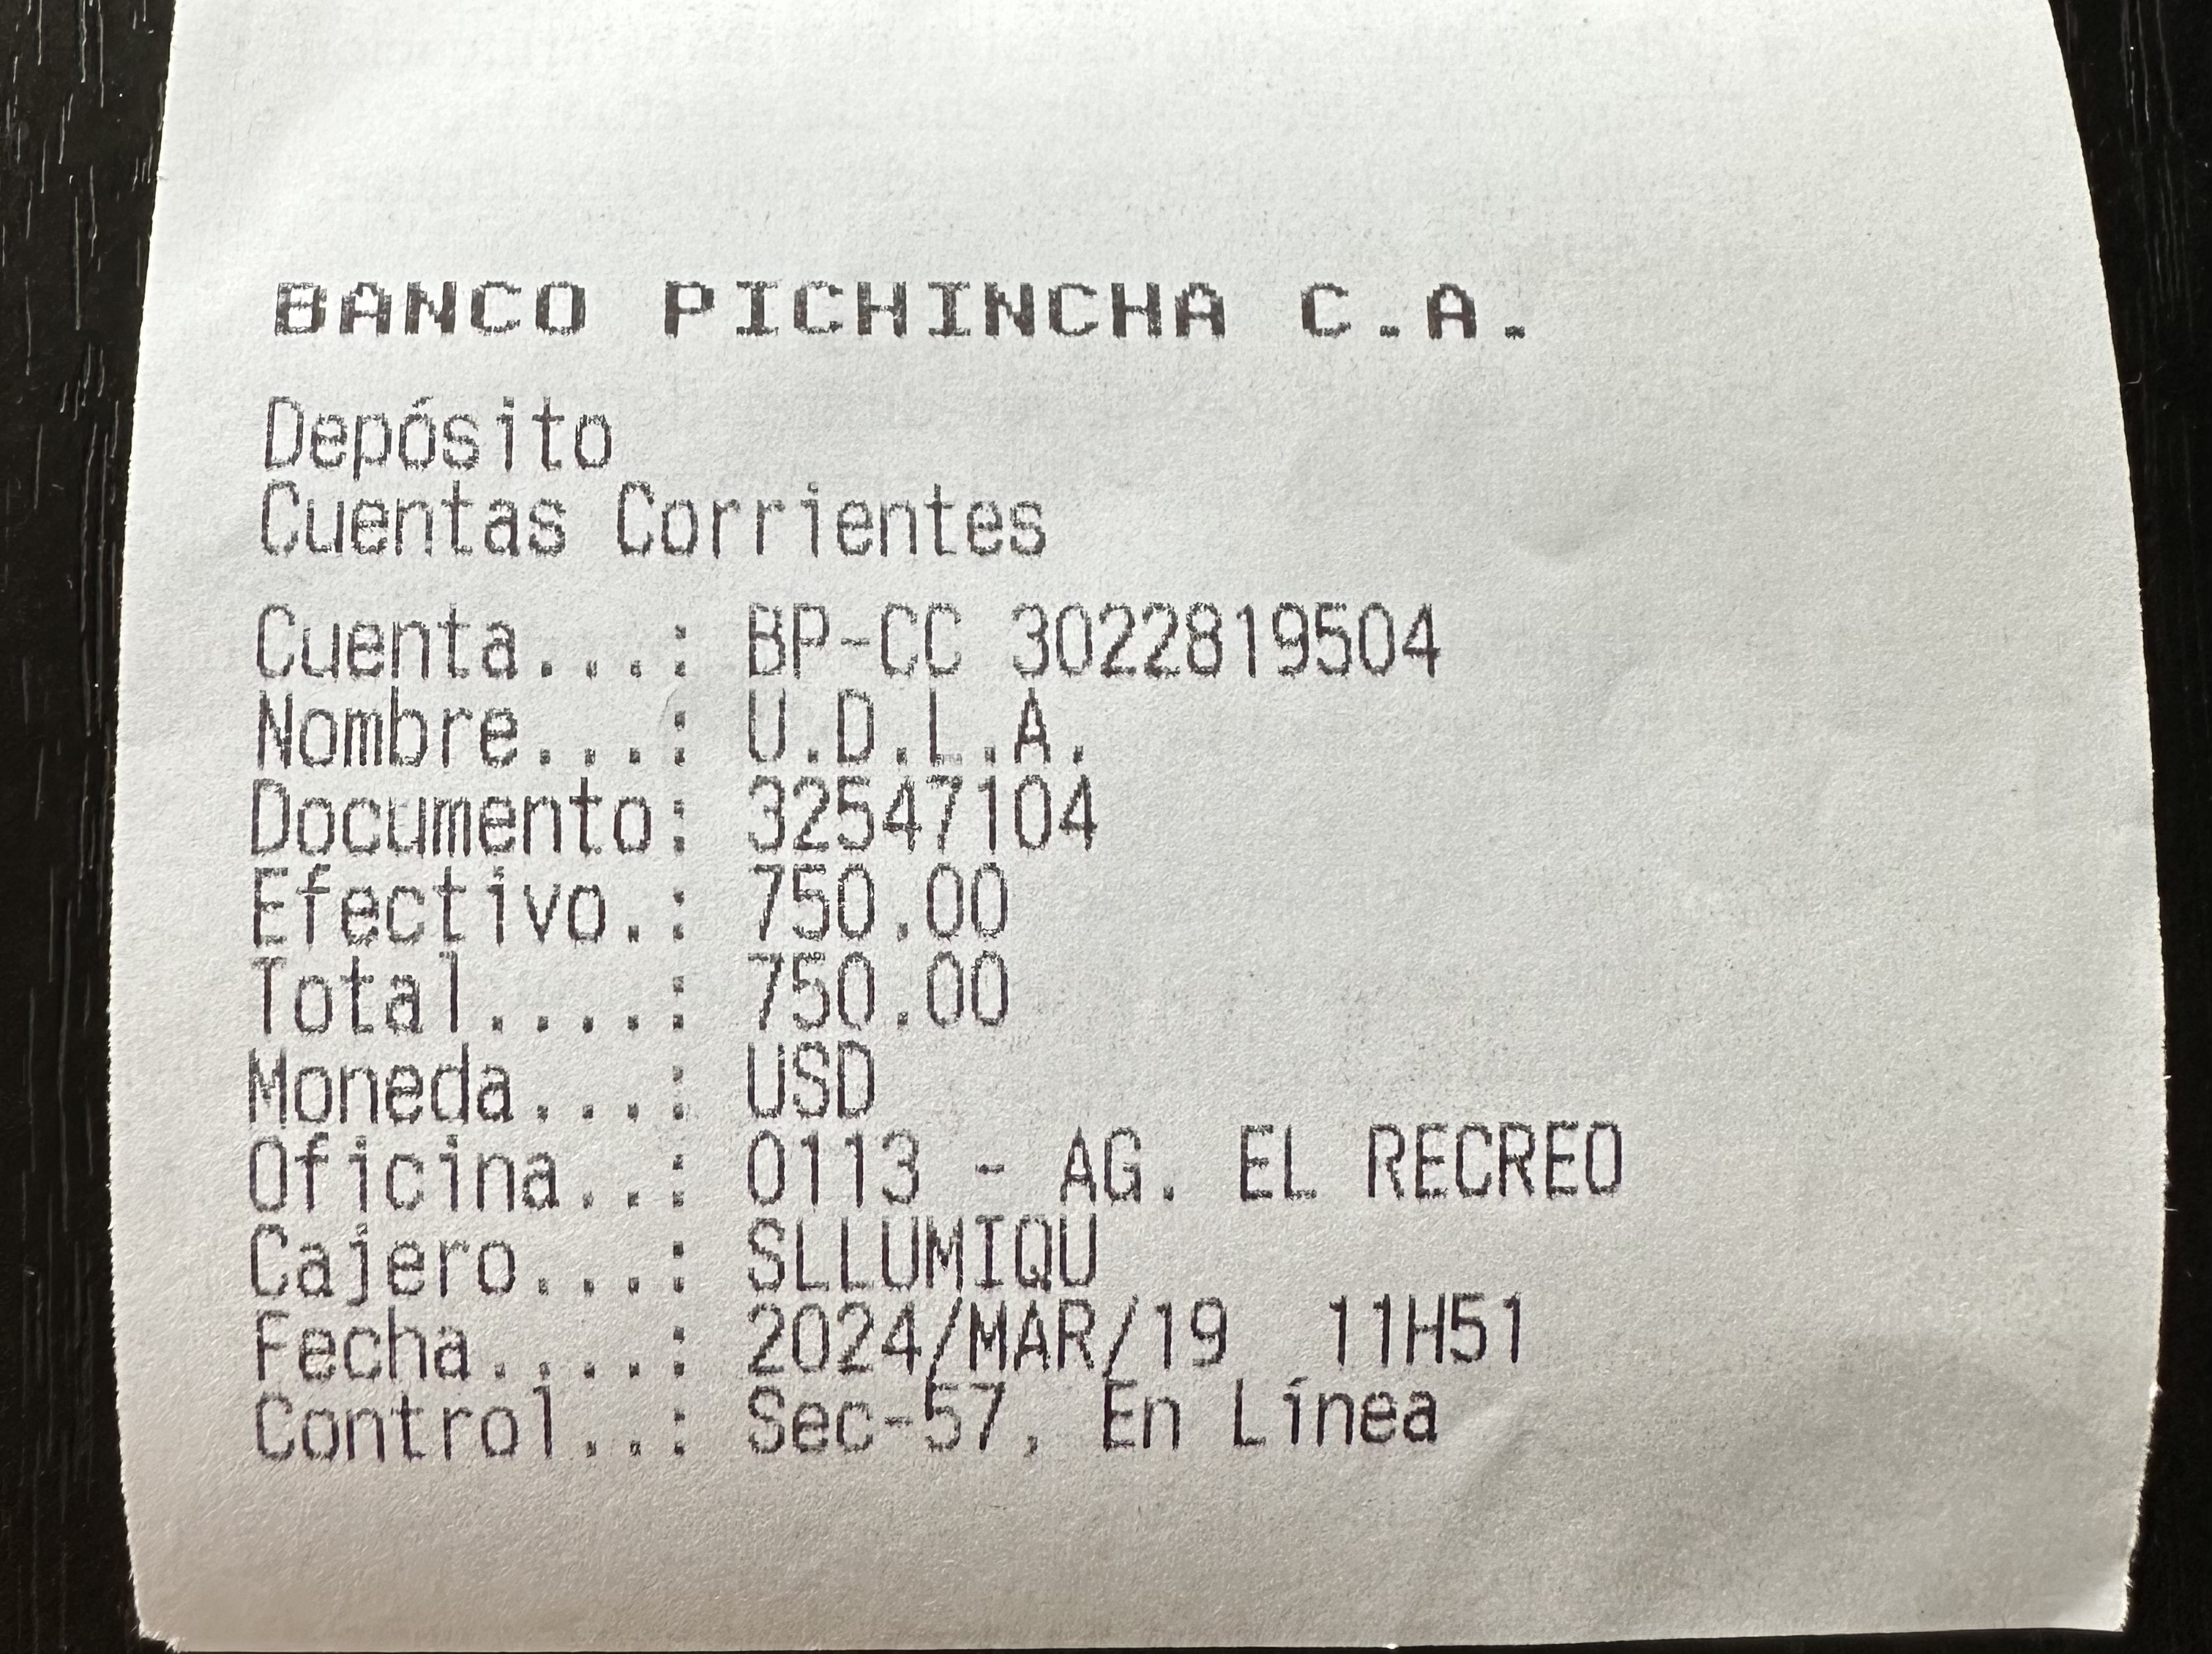 BANCO PICHINCHA C.A.
Depósito
Cuentas Corrientes
Cuenta...: BP-CC 3022819504
Nombre...: U.D.L.A.
Documento: 32547104
Efectivo.: 750.00
Total....: 750.00
Moneda...: USD
Oficina..: 0113 - AG. EL RECREO
Cajero...: SLLUMIQU
Fecha....: 2024/MAR/19  11H51
Control..: Sec-57, En Línea